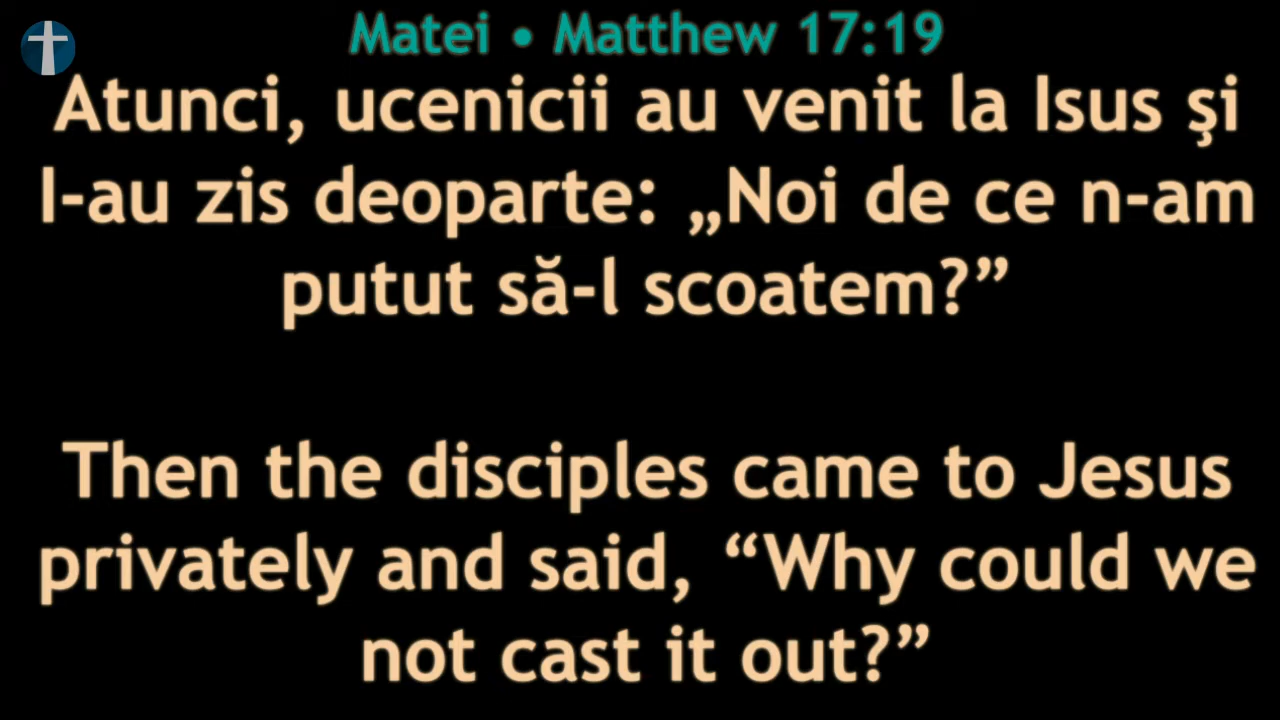 Matei • Matthew 17:19
Atunci, ucenicii au venit la Isus şi
I-au zis deoparte: „Noi de ce n-am
putut să-l scoatem?”
Then the disciples came to Jesus
privately and said, “Why could we
not cast it out?”